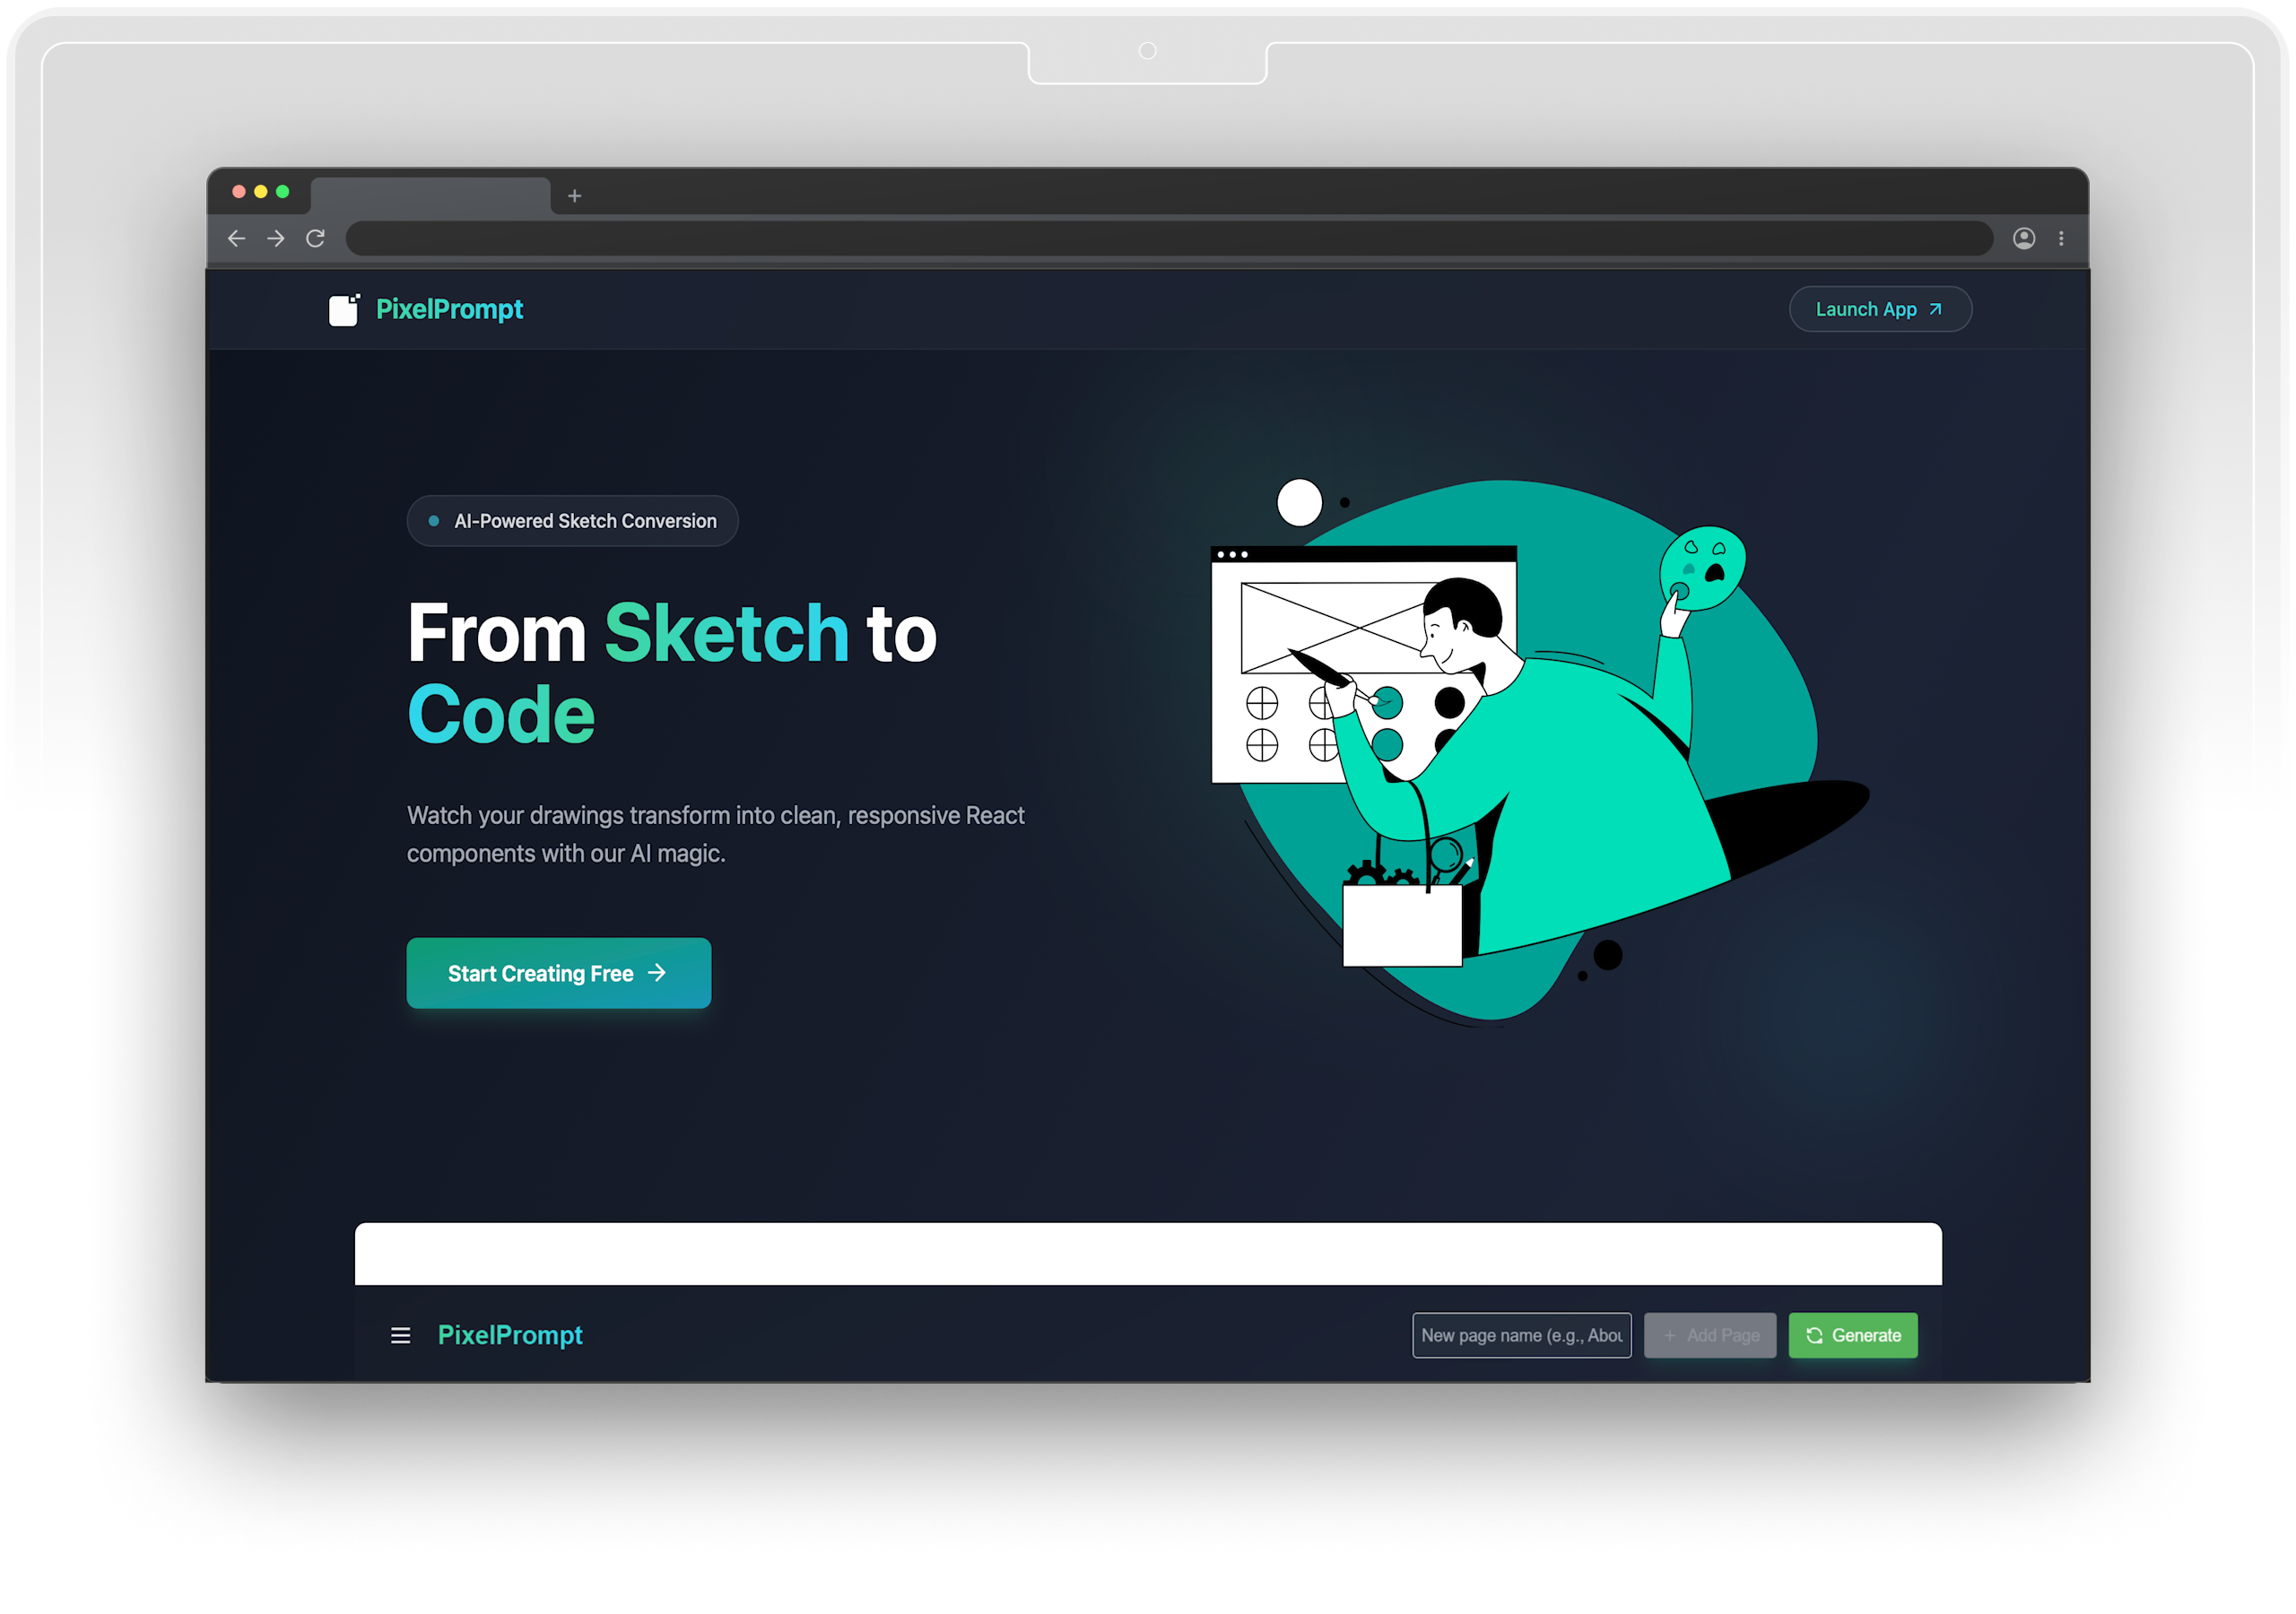 PixelPrompt
Launch App
AI-Powered Sketch Conversion
From Sketch to
Code
Watch your drawings transform into clean, responsive React
components with our AI magic.
Start Creating Free
PixelPrompt
New page name (e.g., Abou
+ Add Page
Generate